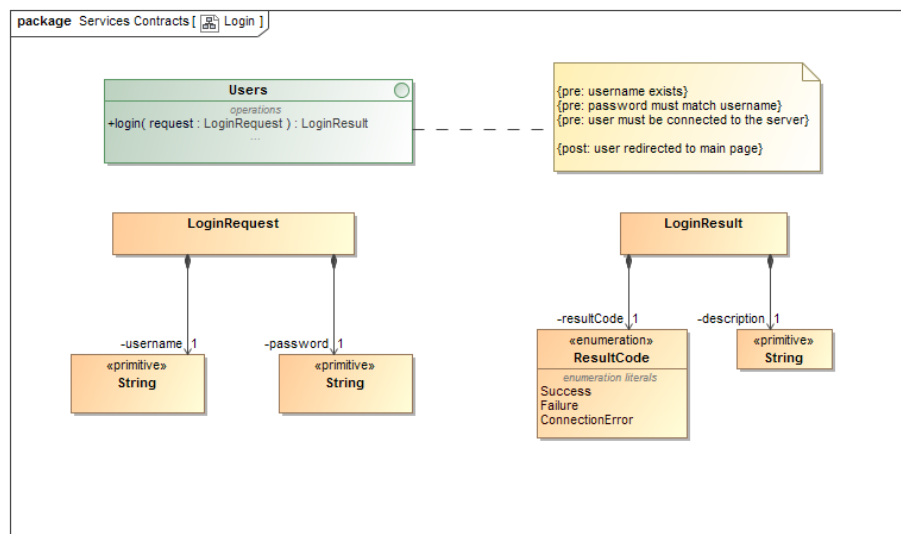 package Services Contracts [ Login ]
Users
operations
+login( request : LoginRequest ) : LoginResult
...
{pre: username exists}
{pre: password must match username}
{pre: user must be connected to the server}
{post: user redirected to main page}
LoginRequest
LoginResult
-username 1
-password 1
-resultCode 1
-description 1
«primitive»
String
«primitive»
String
«enumeration»
ResultCode
enumeration literals
Success
Failure
ConnectionError
«primitive»
String